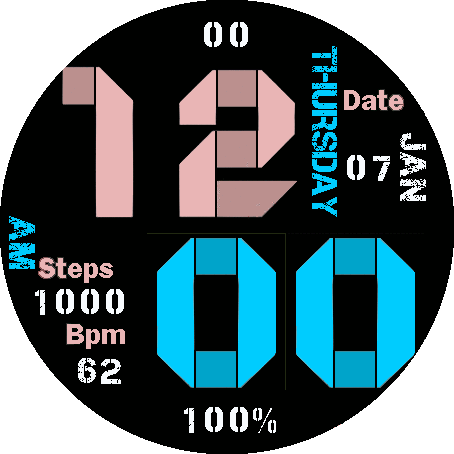 00
12
THURSDAY
Date
07
JAN
AM
Steps
1000
Bpm
62
00
100%